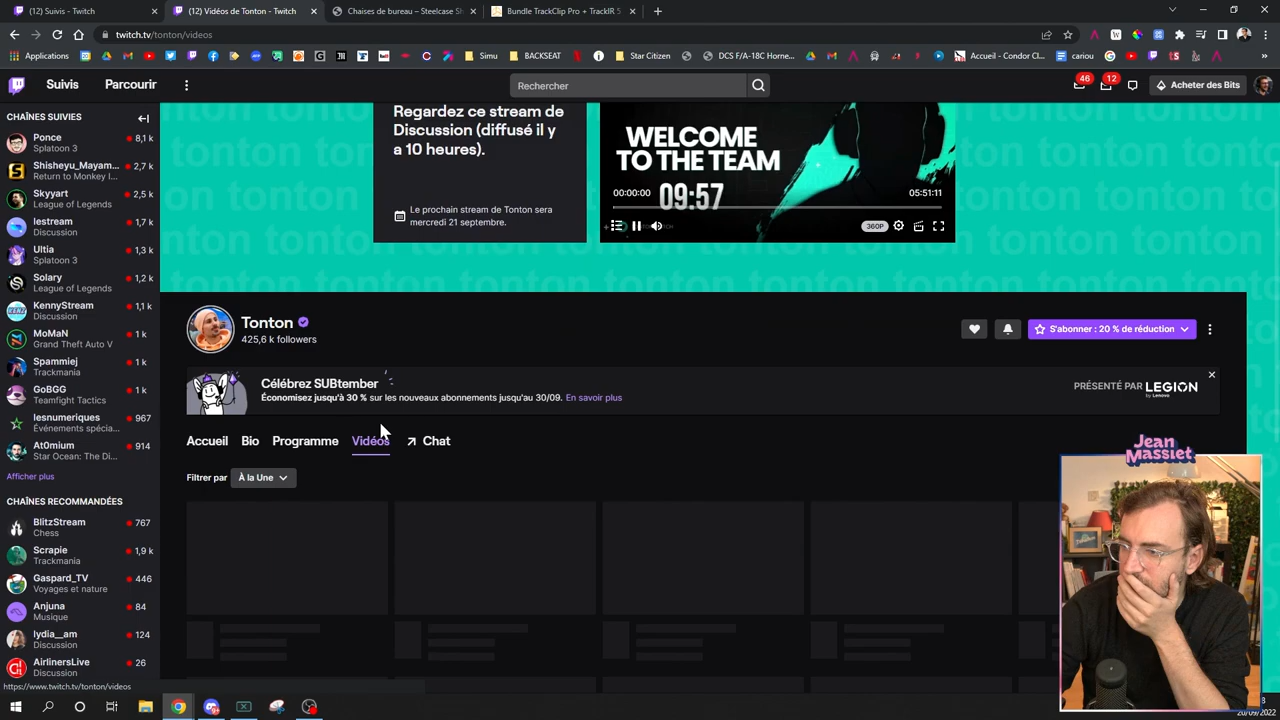 (12) Suivis - Twitch
(12) Vidéos de Tonton - Twitch
Chaises de bureau – Steelcase SH
Bundle TrackClip Pro + TrackIR 5
twitch.tv/tonton/videos
Applications
Simu
BACKSEAT
Star Citizen
DCS F/A-18C Horne...
Accueil - Condor Cl...
cariou
Suivis
Parcourir
Rechercher
46
12
Acheter des Bits
CHAÎNES SUIVIES
Ponce
8,1 k
Splatoon 3
Shisheyu_Mayam...
2,7 k
Return to Monkey I...
Skyyart
2,5 k
League of Legends
lestream
1,7 k
Discussion
Ultia
1,3 k
Splatoon 3
Solary
1,2 k
League of Legends
KennyStream
1,1 k
Discussion
MoMaN
1 k
Grand Theft Auto V
Spammiej
1 k
Trackmania
GoBGG
1 k
Teamfight Tactics
lesnumeriques
967
Événements spécia...
At0mium
914
Star Ocean: The Di...
Afficher plus
CHAÎNES RECOMMANDÉES
BlitzStream
767
Chess
Scrapie
1,9 k
Trackmania
Gaspard_TV
446
Voyages et nature
Anjuna
84
Musique
lydia__am
124
Discussion
AirlinersLive
26
Discussion
https://www.twitch.tv/tonton/videos
Regardez ce stream de
Discussion (diffusé il y
a 10 heures).
Le prochain stream de Tonton sera
mercredi 21 septembre.
WELCOME
TO THE TEAM
00:00:00
09:57
05:51:11
360P
Tonton
425,6 k followers
S'abonner : 20 % de réduction
Célébrez SUBtember
Économisez jusqu'à 30 % sur les nouveaux abonnements jusqu'au 30/09. En savoir plus
PRÉSENTÉ PAR LEGION
by Lenovo
Accueil
Bio
Programme
Vidéos
Chat
Filtrer par
À la Une
Jean
Massiet
20/09/2022